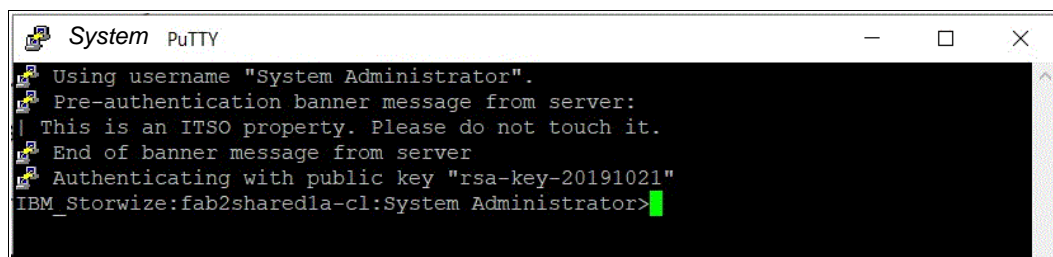 System PuTTY
Using username "System Administrator".
Pre-authentication banner message from server:
| This is an ITSO property. Please do not touch it.
End of banner message from server
Authenticating with public key "rsa-key-20191021"
IBM_Storwize:fab2shared1a-cl:System Administrator>